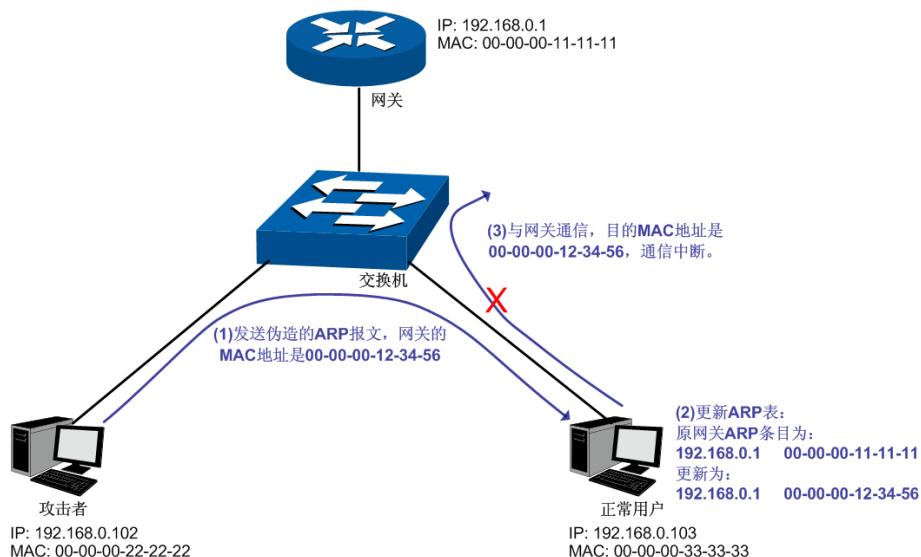 IP: 192.168.0.1
MAC: 00-00-00-11-11-11
网关
(3)与网关通信，目的MAC地址是
00-00-00-12-34-56，通信中断。
交换机
(1)发送伪造的ARP报文，网关的
MAC地址是00-00-00-12-34-56
(2)更新ARP表：
原网关ARP条目为：
192.168.0.1 00-00-00-11-11-11
更新为：
192.168.0.1 00-00-00-12-34-56
攻击者
IP: 192.168.0.102
MAC: 00-00-00-22-22-22
正常用户
IP: 192.168.0.103
MAC: 00-00-00-33-33-33